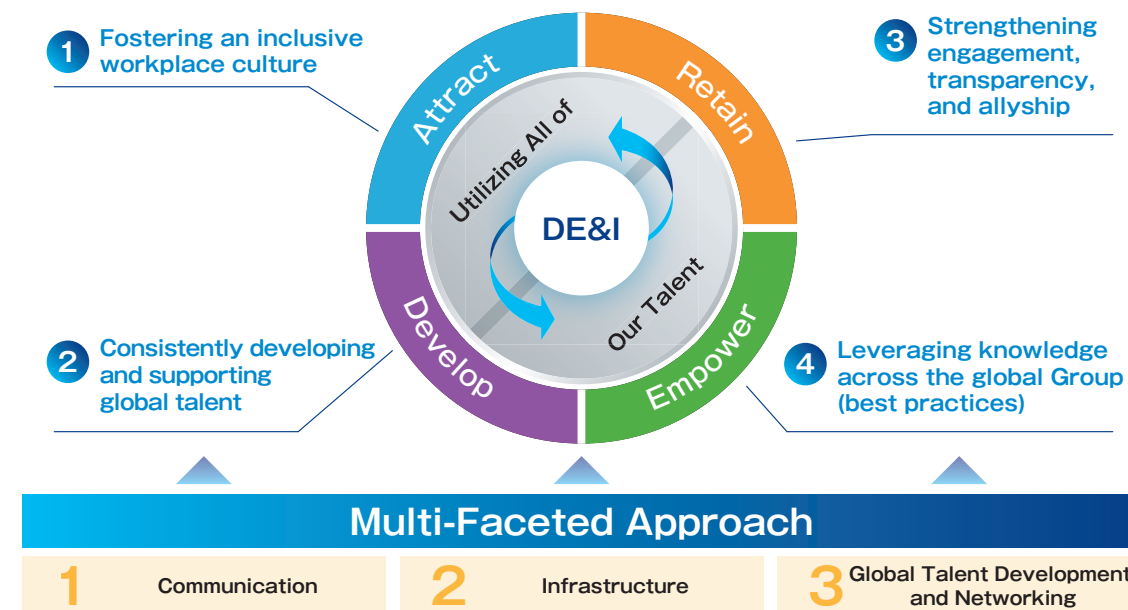 1
Fostering an inclusive
workplace culture
Attract
Retain
3
Strengthening
engagement,
transparency,
and allyship
Utilizing All of
DE&I
Our Talent
2
Consistently developing
and supporting
global talent
Develop
Empower
4
Leveraging knowledge
across the global Group
(best practices)
Multi-Faceted Approach
1
Communication
2
Infrastructure
3
Global Talent Development
and Networking